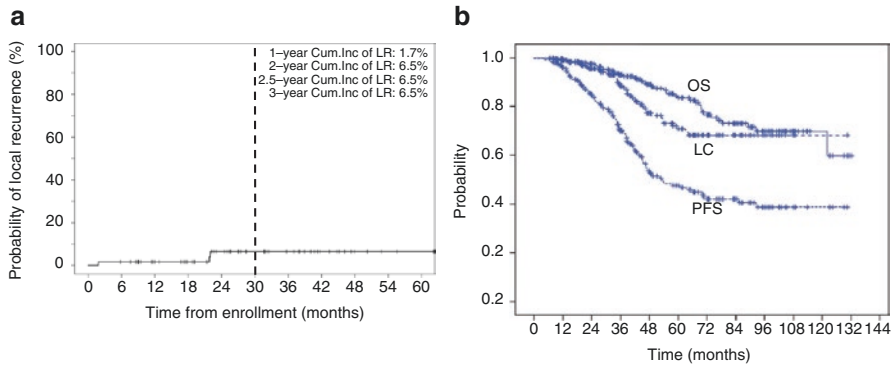 a
1–year Cum.Inc of LR: 1.7%
2–year Cum.Inc of LR: 6.5%
2.5–year Cum.Inc of LR: 6.5%
3–year Cum.Inc of LR: 6.5%
Probability of local recurrence (%)
100
80
60
40
20
0
0 6 12 18 24 30 36 42 48 54 60
Time from enrollment (months)
b
Probability
1.0
0.8
0.6
0.4
0.2
0.2
OS
LC
PFS
0 12 24 36 48 60 72 84 96 108 120 132 144
Time (months)